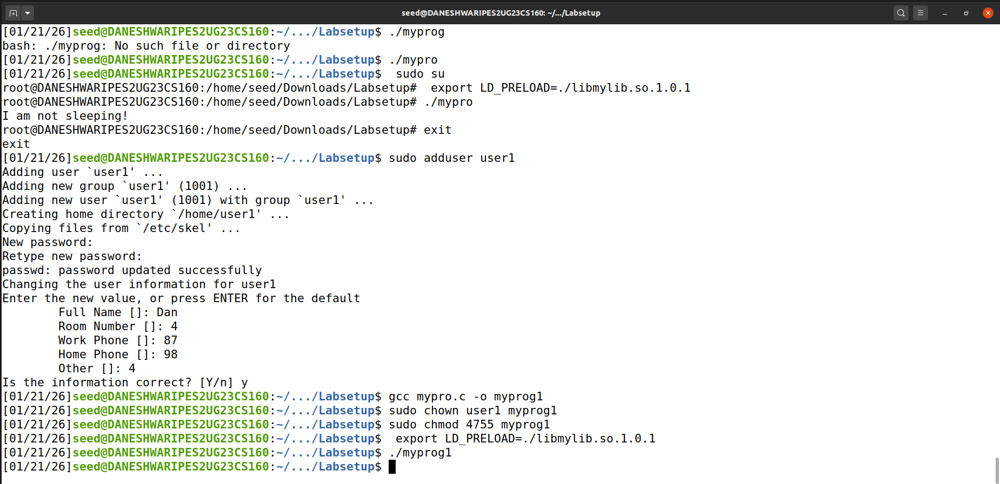 seed@DANESHWARIPES2UG23CS160: ~/.../Labsetup
[01/21/26]seed@DANESHWARIPES2UG23CS160:~/.../Labsetup$ ./myprog
bash: ./myprog: No such file or directory
[01/21/26]seed@DANESHWARIPES2UG23CS160:~/.../Labsetup$ ./mypro
[01/21/26]seed@DANESHWARIPES2UG23CS160:~/.../Labsetup$  sudo su
root@DANESHWARIPES2UG23CS160:/home/seed/Downloads/Labsetup#  export LD_PRELOAD=./libmylib.so.1.0.1
root@DANESHWARIPES2UG23CS160:/home/seed/Downloads/Labsetup# ./mypro
I am not sleeping!
root@DANESHWARIPES2UG23CS160:/home/seed/Downloads/Labsetup# exit
exit
[01/21/26]seed@DANESHWARIPES2UG23CS160:~/.../Labsetup$ sudo adduser user1
Adding user `user1' ...
Adding new group `user1' (1001) ...
Adding new user `user1' (1001) with group `user1' ...
Creating home directory `/home/user1' ...
Copying files from `/etc/skel' ...
New password:
Retype new password:
passwd: password updated successfully
Changing the user information for user1
Enter the new value, or press ENTER for the default
        Full Name []: Dan
        Room Number []: 4
        Work Phone []: 87
        Home Phone []: 98
        Other []: 4
Is the information correct? [Y/n] y
[01/21/26]seed@DANESHWARIPES2UG23CS160:~/.../Labsetup$ gcc mypro.c -o myprog1
[01/21/26]seed@DANESHWARIPES2UG23CS160:~/.../Labsetup$ sudo chown user1 myprog1
[01/21/26]seed@DANESHWARIPES2UG23CS160:~/.../Labsetup$ sudo chmod 4755 myprog1
[01/21/26]seed@DANESHWARIPES2UG23CS160:~/.../Labsetup$  export LD_PRELOAD=./libmylib.so.1.0.1
[01/21/26]seed@DANESHWARIPES2UG23CS160:~/.../Labsetup$ ./myprog1
[01/21/26]seed@DANESHWARIPES2UG23CS160:~/.../Labsetup$